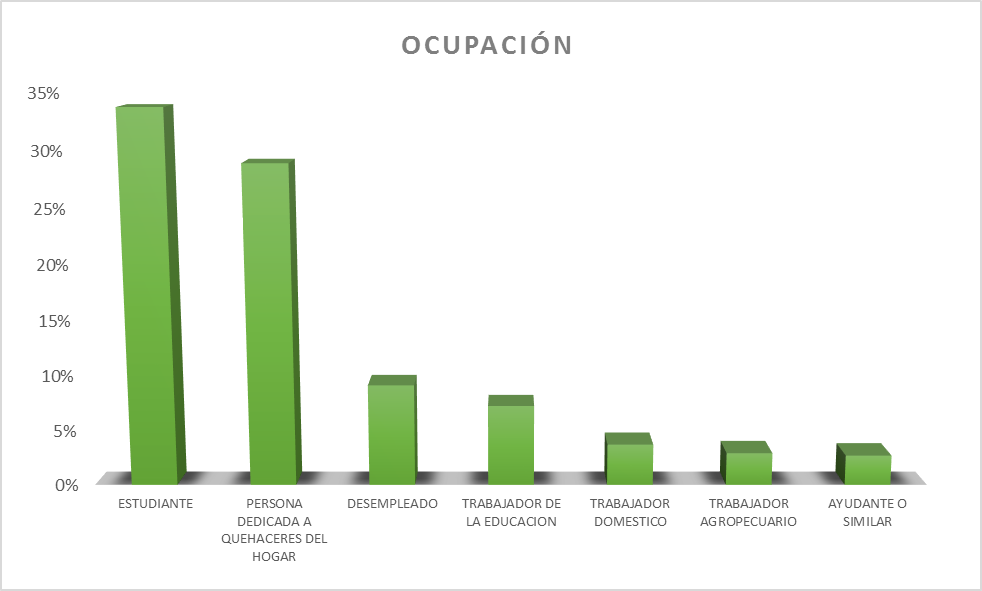 OCUPACIÓN
35%
30%
25%
20%
15%
10%
5%
0%
ESTUDIANTE
PERSONA
DEDICADA A
QUEHACERES DEL
HOGAR
DESEMPLEADO
TRABAJADOR DE
LA EDUCACION
TRABAJADOR
DOMESTICO
TRABAJADOR
AGROPECUARIO
AYUDANTE O
SIMILAR